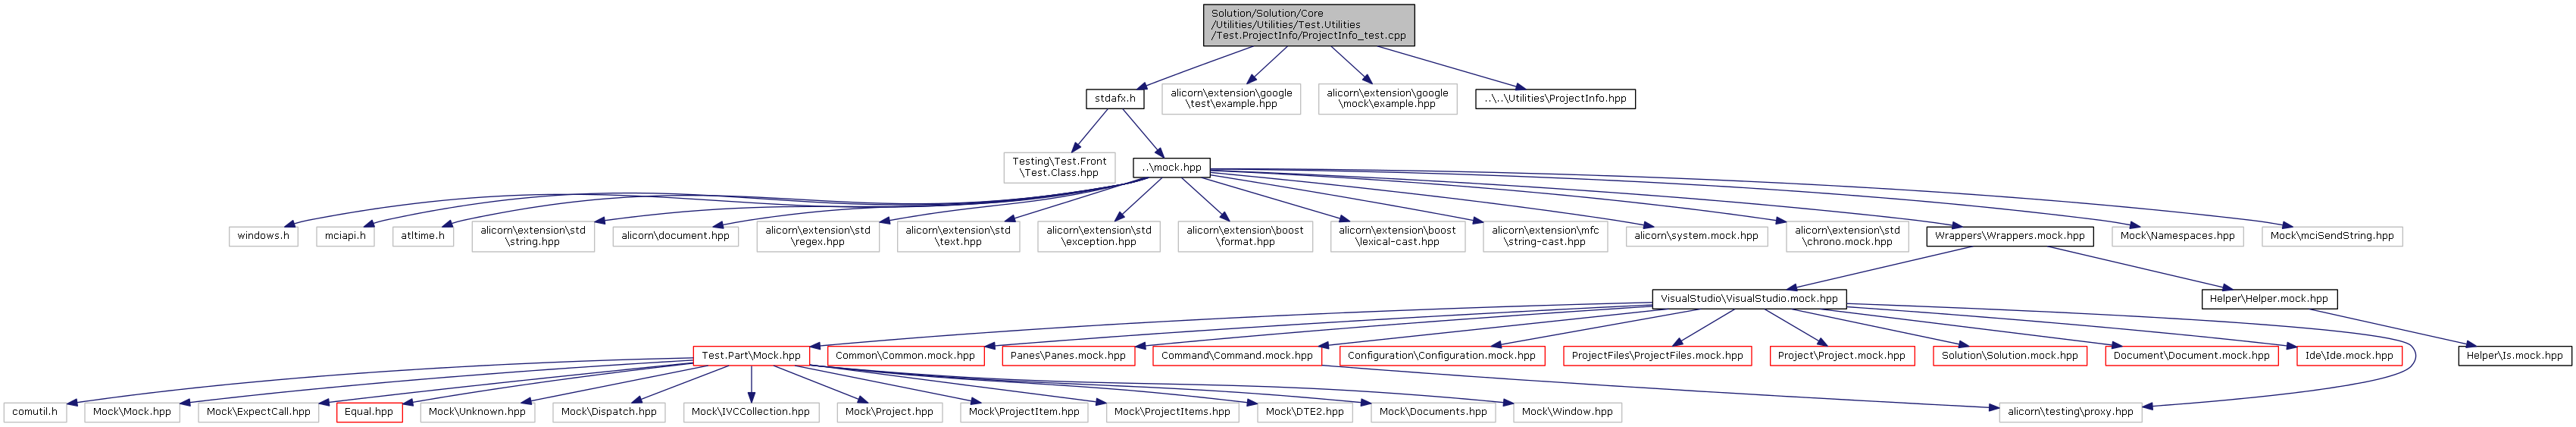 Solution/Solution/Core
/Utilities/Utilities/Test.Utilities
/Test.ProjectInfo/ProjectInfo_test.cpp
stdafx.h
alicorn\extension\google
\test\example.hpp
alicorn\extension\google
\mock\example.hpp
..\..\Utilities\ProjectInfo.hpp
Testing\Test.Front
\Test.Class.hpp
..\mock.hpp
windows.h
mciapi.h
atltime.h
alicorn\extension\std
\string.hpp
alicorn\document.hpp
alicorn\extension\std
\regex.hpp
alicorn\extension\std
\text.hpp
alicorn\extension\std
\exception.hpp
alicorn\extension\boost
\format.hpp
alicorn\extension\boost
\lexical-cast.hpp
alicorn\extension\mfc
\string-cast.hpp
alicorn\system.mock.hpp
alicorn\extension\std
\chrono.mock.hpp
Wrappers\Wrappers.mock.hpp
Mock\Namespaces.hpp
Mock\mciSendString.hpp
VisualStudio\VisualStudio.mock.hpp
Helper\Helper.mock.hpp
Test.Part\Mock.hpp
Common\Common.mock.hpp
Panes\Panes.mock.hpp
Command\Command.mock.hpp
Configuration\Configuration.mock.hpp
ProjectFiles\ProjectFiles.mock.hpp
Project\Project.mock.hpp
Solution\Solution.mock.hpp
Document\Document.mock.hpp
Ide\Ide.mock.hpp
Helper\Is.mock.hpp
comutil.h
Mock\Mock.hpp
Mock\ExpectCall.hpp
Equal.hpp
Mock\Unknown.hpp
Mock\Dispatch.hpp
Mock\IVCCollection.hpp
Mock\Project.hpp
Mock\ProjectItem.hpp
Mock\ProjectItems.hpp
Mock\DTE2.hpp
Mock\Documents.hpp
Mock\Window.hpp
alicorn\testing\proxy.hpp